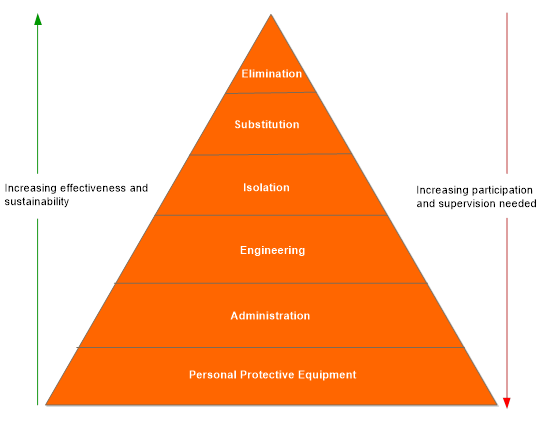 Elimination
Substitution
Increasing effectiveness and
sustainability
Isolation
Increasing participation
and supervision needed
Engineering
Administration
Personal Protective Equipment